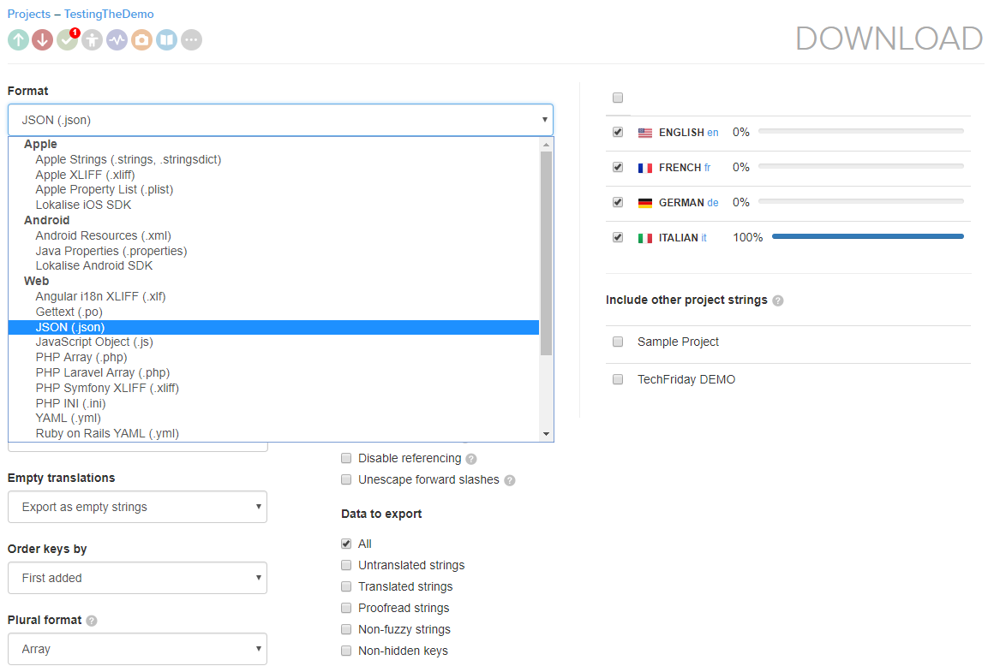 Projects – TestingTheDemo
1
DOWNLOAD
Format
JSON (.json)
Apple
Apple Strings (.strings, .stringsdict)
Apple XLIFF (.xliff)
Apple Property List (.plist)
Lokalise iOS SDK
Android
Android Resources (.xml)
Java Properties (.properties)
Lokalise Android SDK
Web
Angular i18n XLIFF (.xlf)
Gettext (.po)
JSON (.json)
JavaScript Object (.js)
PHP Array (.php)
PHP Laravel Array (.php)
PHP Symfony XLIFF (.xliff)
PHP INI (.ini)
YAML (.yml)
Ruby on Rails YAML (.yml)
Empty translations
Export as empty strings
Order keys by
First added
Plural format ?
Array
Disable referencing ?
Unescape forward slashes ?
Data to export
All
Untranslated strings
Translated strings
Proofread strings
Non-fuzzy strings
Non-hidden keys
ENGLISH en 0%
FRENCH fr 0%
GERMAN de 0%
ITALIAN it 100%
Include other project strings ?
Sample Project
TechFriday DEMO